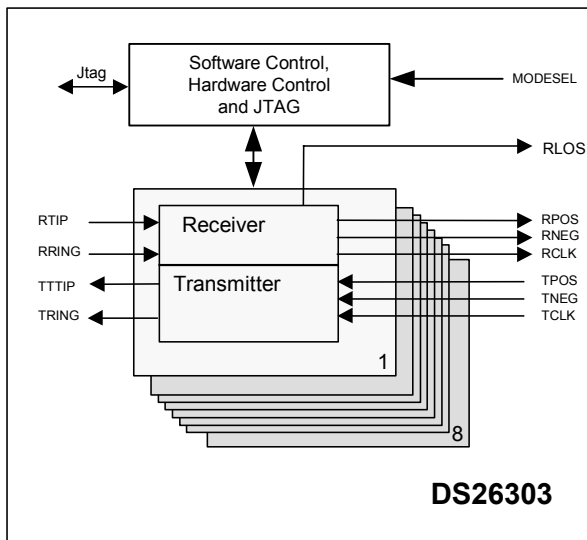 Jtag
Software Control,
Hardware Control
and JTAG
MODESEL
RLOS
RTIP
RRING
TTTIP
TRING
Receiver
Transmitter
RPOS
RNEG
RCLK
TPOS
TNEG
TCLK
1
8
DS26303